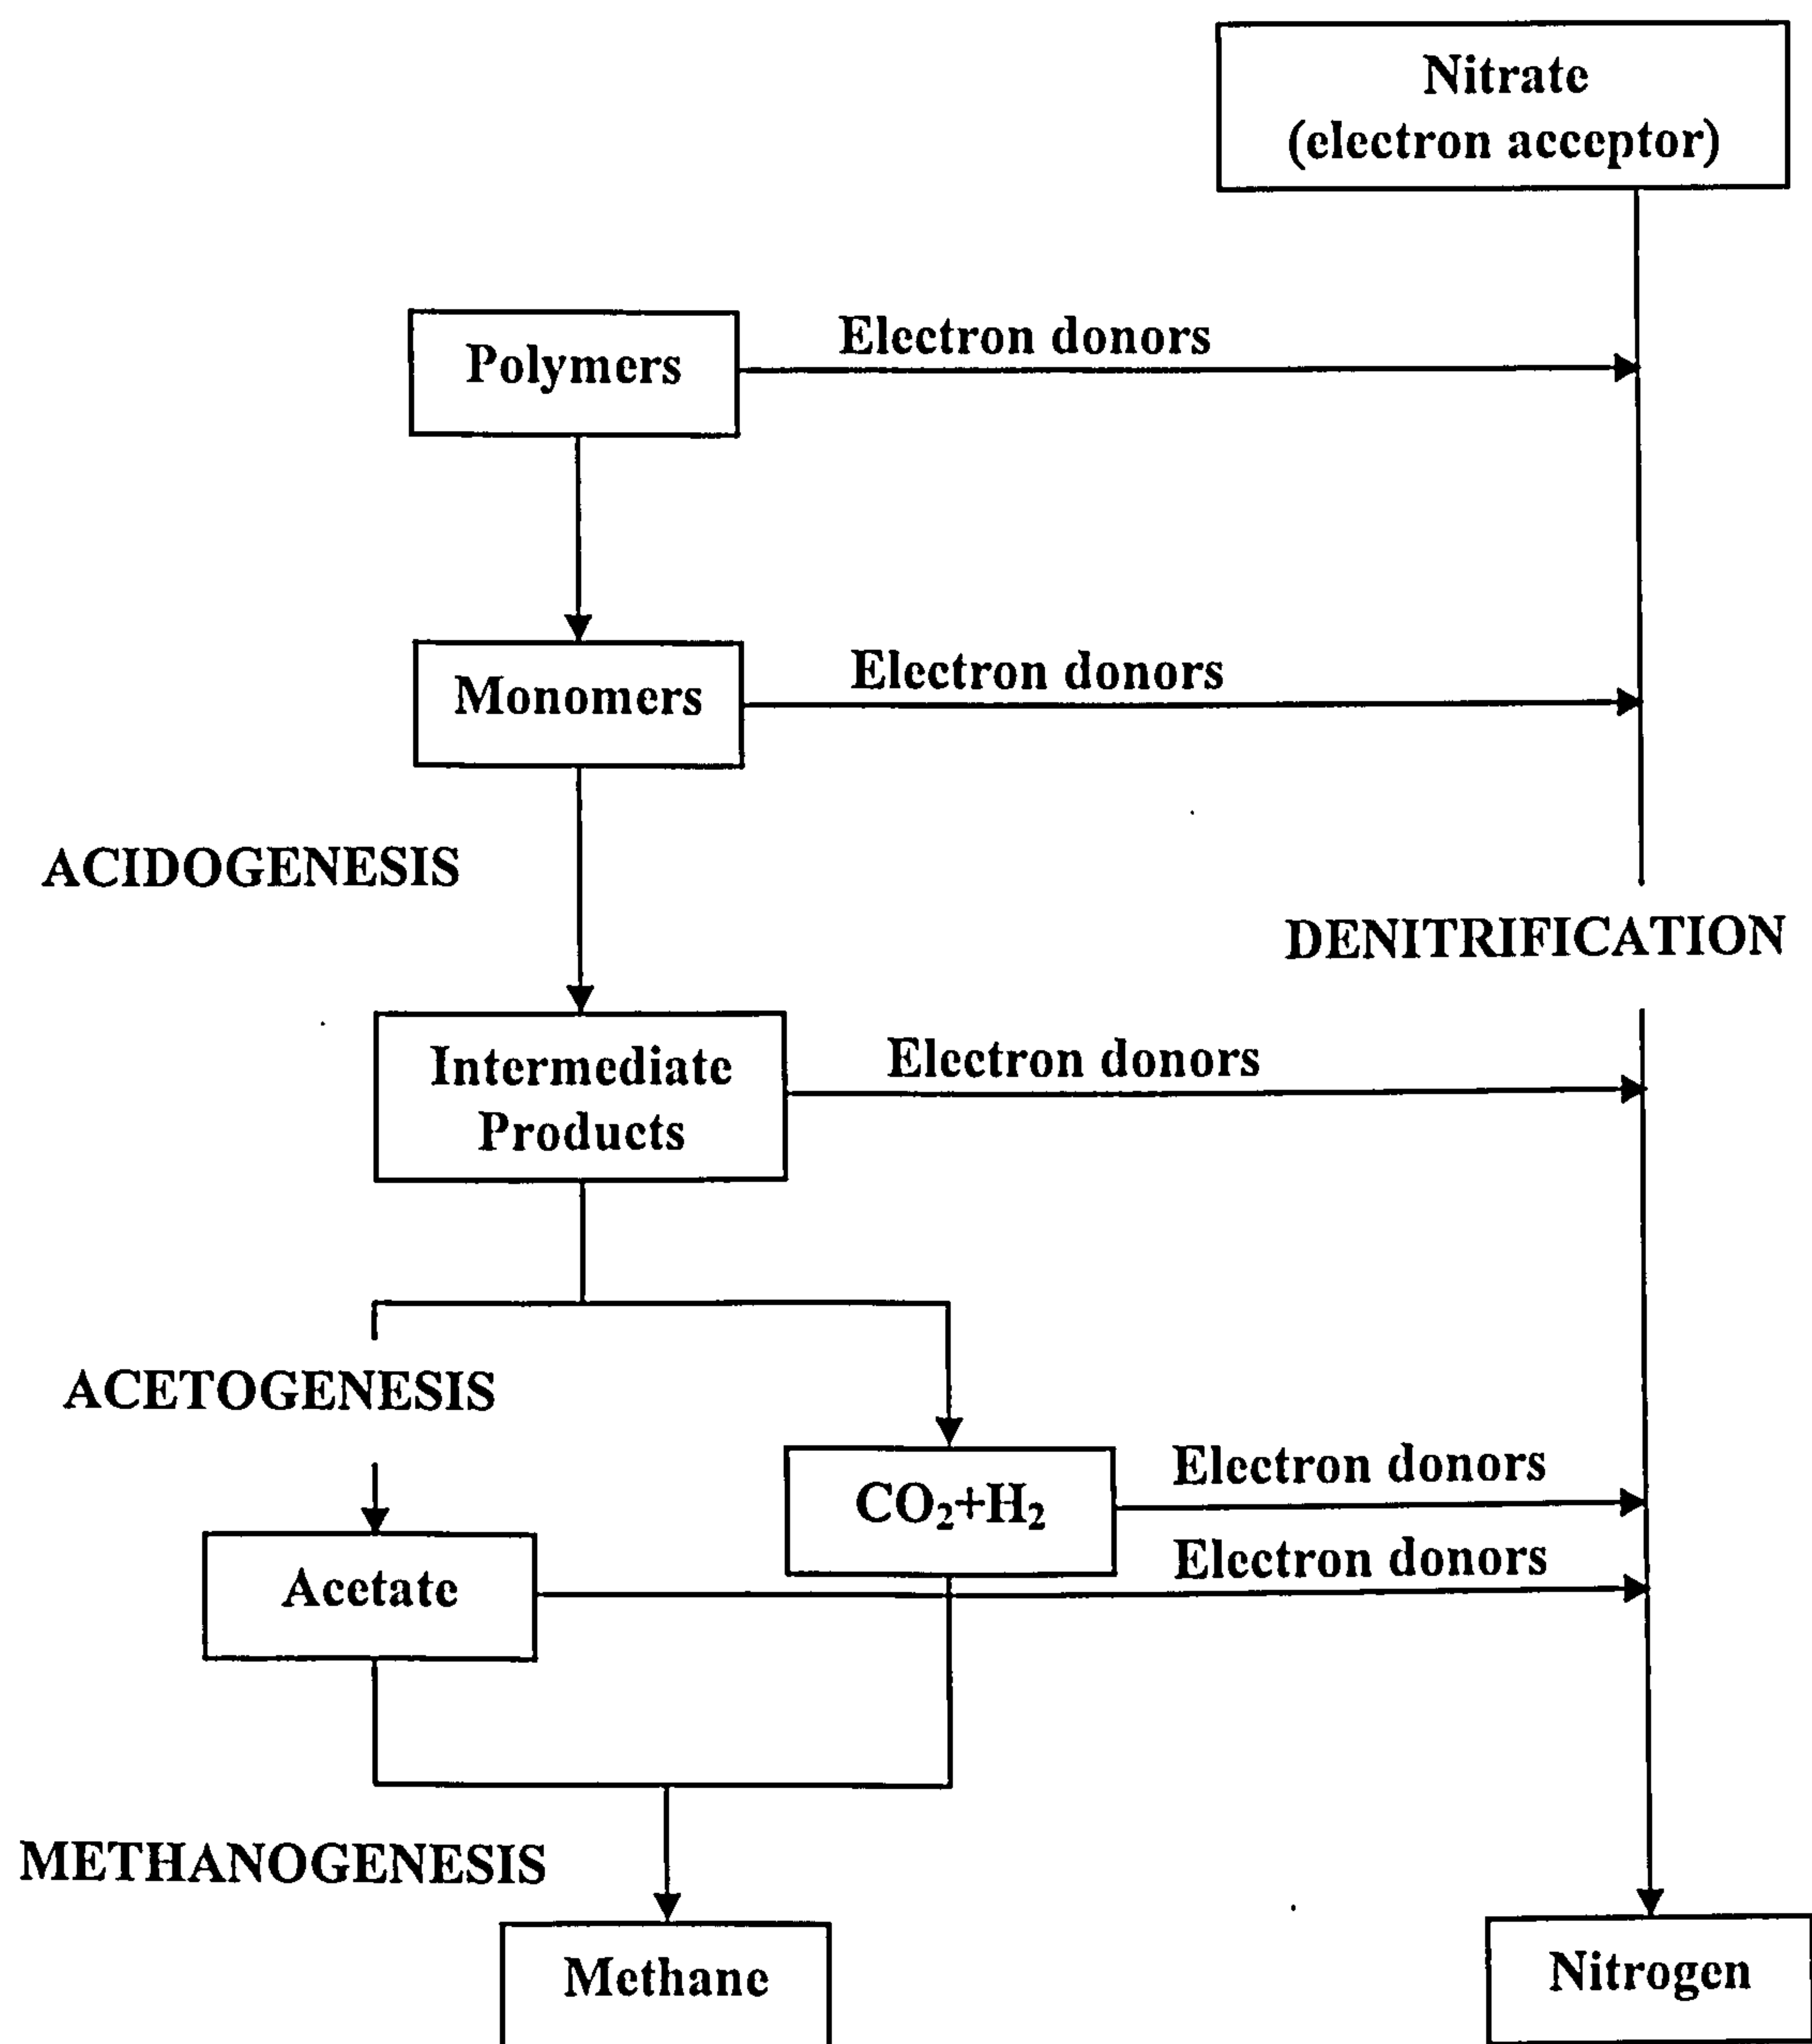 Nitrate
(electron acceptor)
Polymers
Electron donors
Monomers
Electron donors
ACIDOGENESIS
DENITRIFICATION
Intermediate
Products
Electron donors
ACETOGENESIS
CO₂+H₂
Electron donors
Acetate
Electron donors
METHANOGENESIS
Methane
Nitrogen